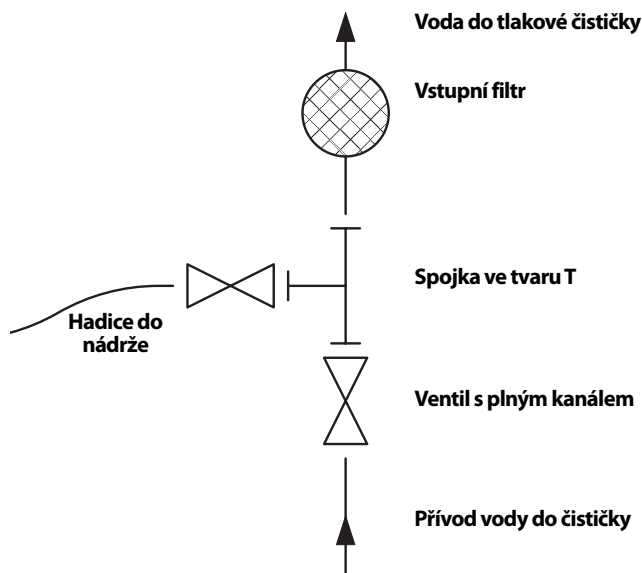 Voda do tlakové čističky
Vstupní filtr
Spojka ve tvaru T
Hadice do
nádrže
Ventil s plným kanálem
Přívod vody do čističky